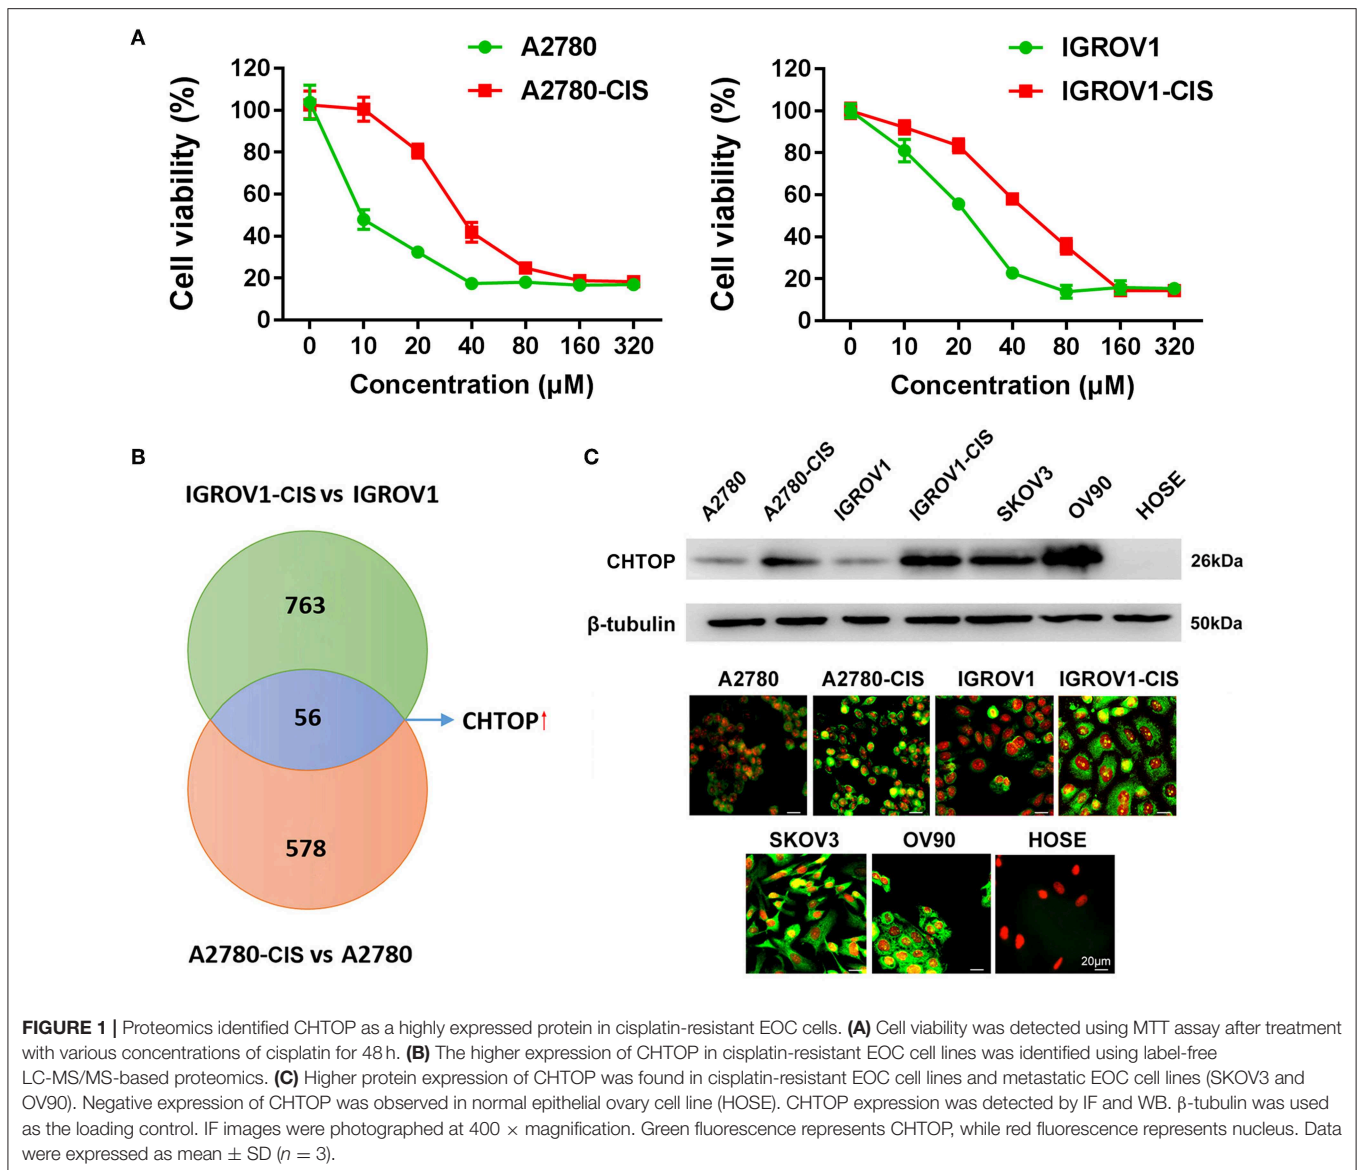 A
A2780
A2780-CIS
Cell viability (%)
120
100
80
60
40
20
0
0 10 20 40 80 160 320
Concentration (µM)
IGROV1
IGROV1-CIS
Cell viability (%)
120
100
80
60
40
20
0
0 10 20 40 80 160 320
Concentration (µM)
B
IGROV1-CIS vs IGROV1
763
56
CHTOP↑
578
A2780-CIS vs A2780
C
A2780 A2780-CIS IGROV1 IGROV1-CIS SKOV3 OV90 HOSE
CHTOP 26kDa
β-tubulin 50kDa
A2780 A2780-CIS IGROV1 IGROV1-CIS
SKOV3 OV90 HOSE
20µm
FIGURE 1 | Proteomics identified CHTOP as a highly expressed protein in cisplatin-resistant EOC cells. (A) Cell viability was detected using MTT assay after treatment
with various concentrations of cisplatin for 48 h. (B) The higher expression of CHTOP in cisplatin-resistant EOC cell lines was identified using label-free
LC-MS/MS-based proteomics. (C) Higher protein expression of CHTOP was found in cisplatin-resistant EOC cell lines and metastatic EOC cell lines (SKOV3 and
OV90). Negative expression of CHTOP was observed in normal epithelial ovary cell line (HOSE). CHTOP expression was detected by IF and WB. β-tubulin was used
as the loading control. IF images were photographed at 400 × magnification. Green fluorescence represents CHTOP, while red fluorescence represents nucleus. Data
were expressed as mean ± SD (n = 3).